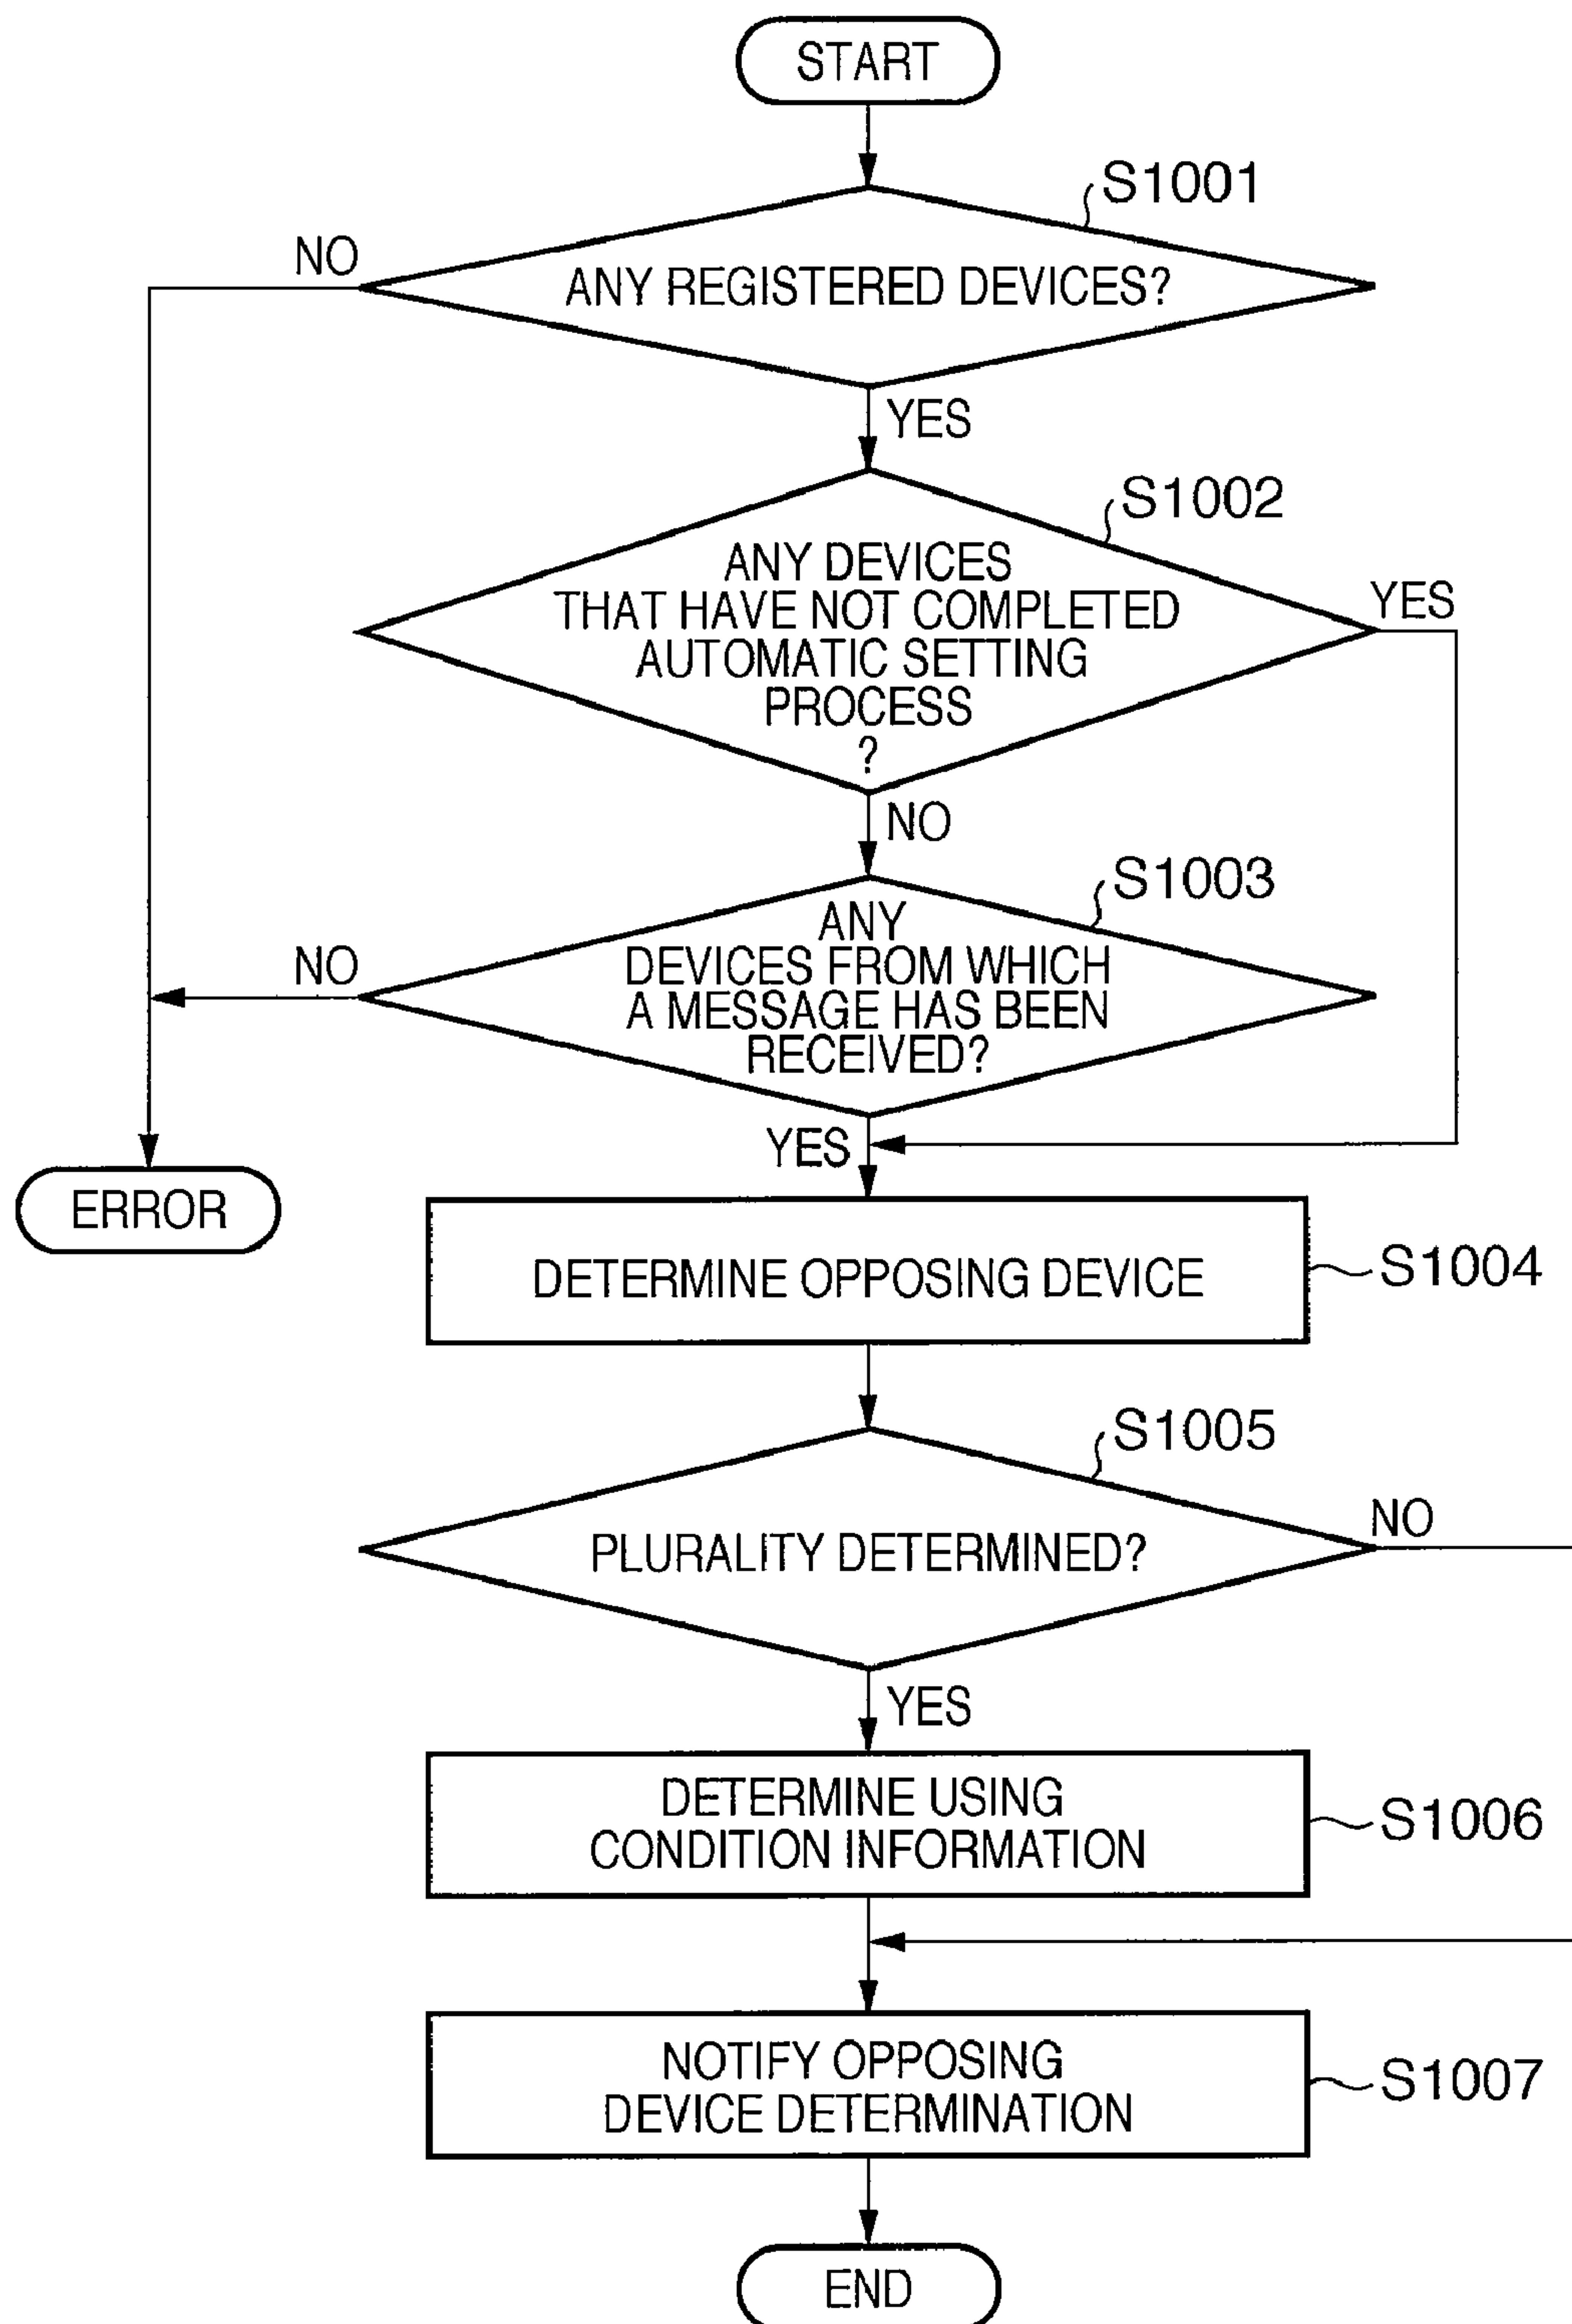 START
S1001
NO
ANY REGISTERED DEVICES?
YES
S1002
ANY DEVICES
THAT HAVE NOT COMPLETED
AUTOMATIC SETTING
PROCESS
?
YES
NO
S1003
ANY
DEVICES FROM WHICH
A MESSAGE HAS BEEN
RECEIVED?
NO
YES
ERROR
DETERMINE OPPOSING DEVICE
S1004
S1005
PLURALITY DETERMINED?
NO
YES
DETERMINE USING
CONDITION INFORMATION
S1006
NOTIFY OPPOSING
DEVICE DETERMINATION
S1007
END